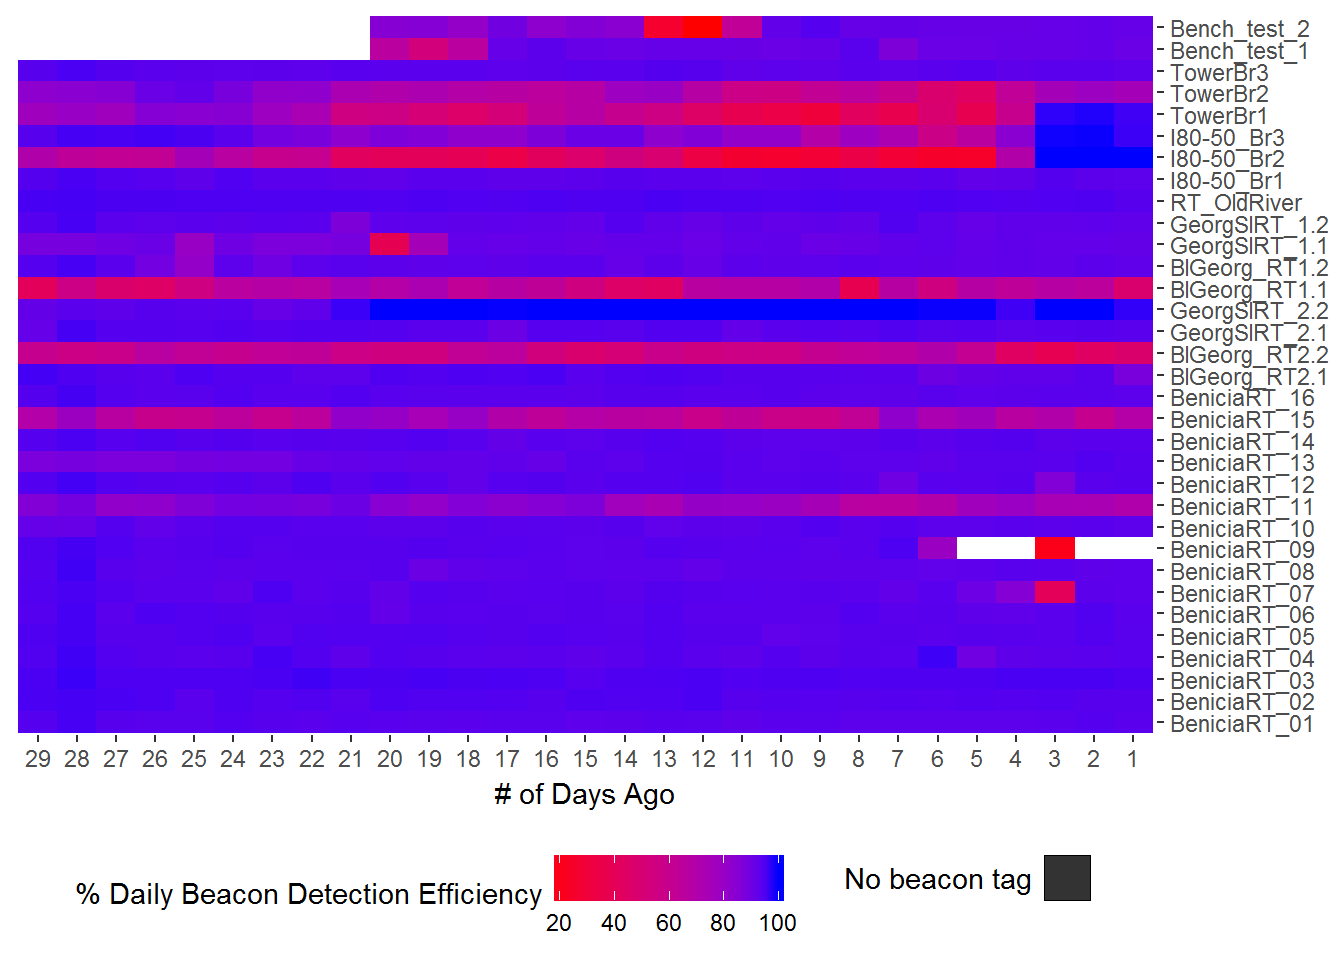 Bench_test_2
Bench_test_1
TowerBr3
TowerBr2
TowerBr1
I80-50_Br3
I80-50_Br2
I80-50_Br1
RT_OldRiver
GeorgSlRT_1.2
GeorgSlRT_1.1
BlGeorg_RT1.2
BlGeorg_RT1.1
GeorgSlRT_2.2
GeorgSlRT_2.1
BlGeorg_RT2.2
BlGeorg_RT2.1
BeniciaRT_16
BeniciaRT_15
BeniciaRT_14
BeniciaRT_13
BeniciaRT_12
BeniciaRT_11
BeniciaRT_10
BeniciaRT_09
BeniciaRT_08
BeniciaRT_07
BeniciaRT_06
BeniciaRT_05
BeniciaRT_04
BeniciaRT_03
BeniciaRT_02
BeniciaRT_01
29 28 27 26 25 24 23 22 21 20 19 18 17 16 15 14 13 12 11 10 9 8 7 6 5 4 3 2 1
# of Days Ago
% Daily Beacon Detection Efficiency
20 40 60 80 100
No beacon tag